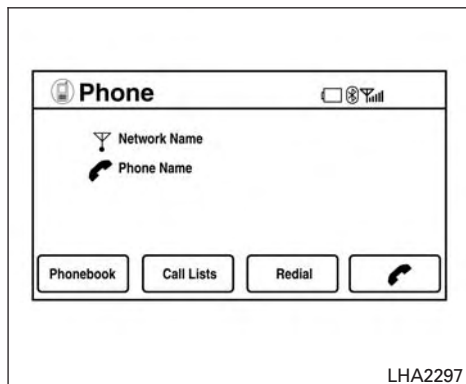 Phone
Network Name
Phone Name
Phonebook Call Lists Redial
LHA2297